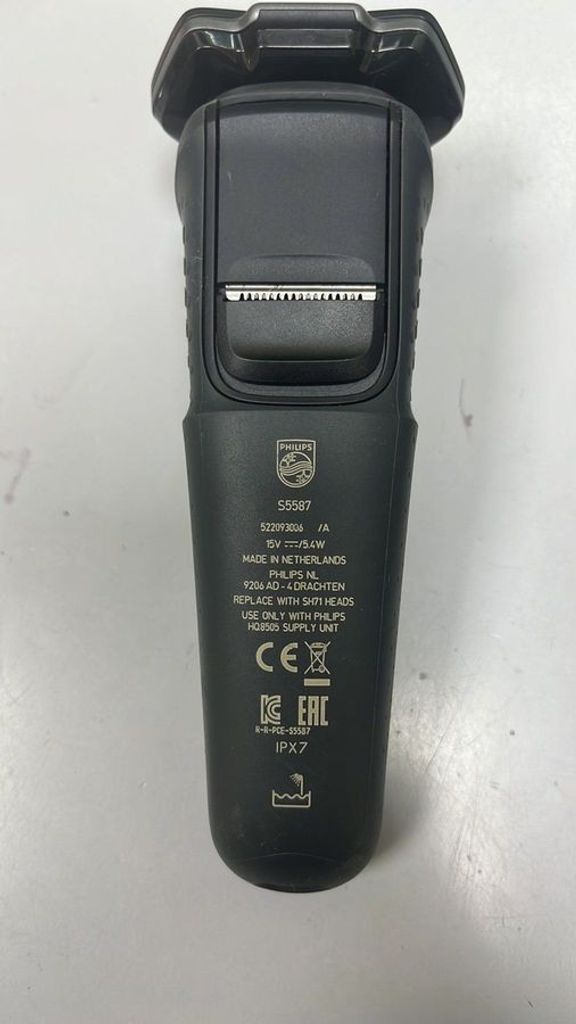 PHILIPS
S5587
522093006 /A
15V ⎓/5.4W
MADE IN NETHERLANDS
PHILIPS NL
9206 AD - 4 DRACHTEN
REPLACE WITH SH71 HEADS
USE ONLY WITH PHILIPS
HQ8505 SUPPLY UNIT
CE
KC EAC
R-R-PCE-S5587
IPX7